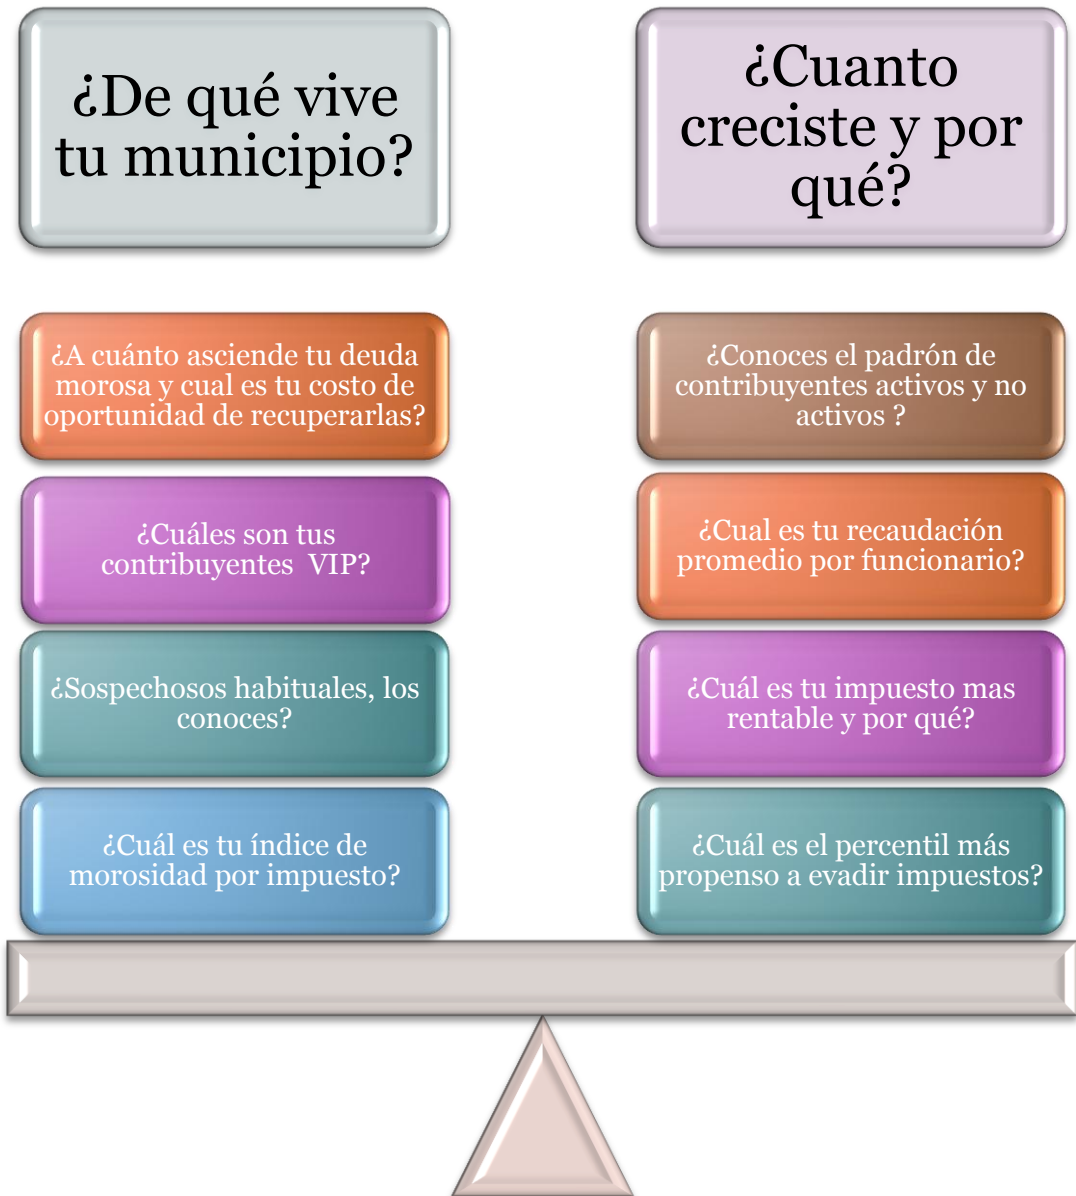 ¿De qué vive
tu municipio?
¿A cuánto asciende tu deuda
morosa y cual es tu costo de
oportunidad de recuperarlas?
¿Cuáles son tus
contribuyentes VIP?
¿Sospechosos habituales, los
conoces?
¿Cuál es tu índice de
morosidad por impuesto?
¿Cuanto
creciste y por
qué?
¿Conoces el padrón de
contribuyentes activos y no
activos ?
¿Cual es tu recaudación
promedio por funcionario?
¿Cuál es tu impuesto mas
rentable y por qué?
¿Cuál es el percentil más
propenso a evadir impuestos?